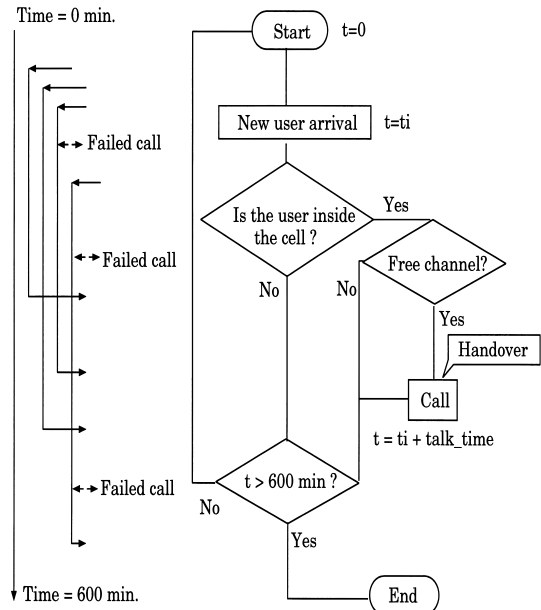 Time = 0 min.
Start
t=0
New user arrival
t=ti
Failed call
Is the user inside
the cell ?
Yes
Free channel?
Failed call
No
No
Yes
Handover
Call
t = ti + talk_time
t > 600 min ?
Failed call
No
Yes
Time = 600 min.
End